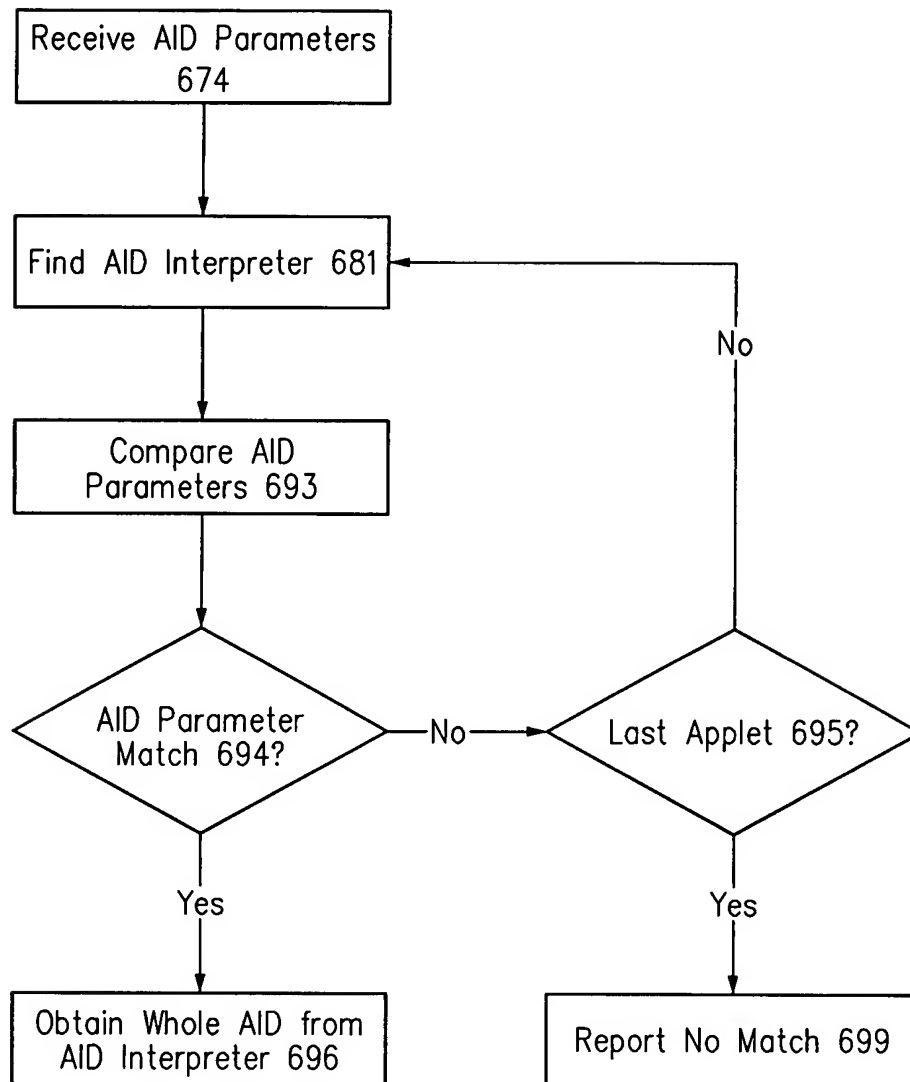 Receive AID Parameters
674
Find AID Interpreter 681
No
Compare AID
Parameters 693
AID Parameter
Match 694?
No
Last Applet 695?
Yes
Yes
Obtain Whole AID from
AID Interpreter 696
Report No Match 699